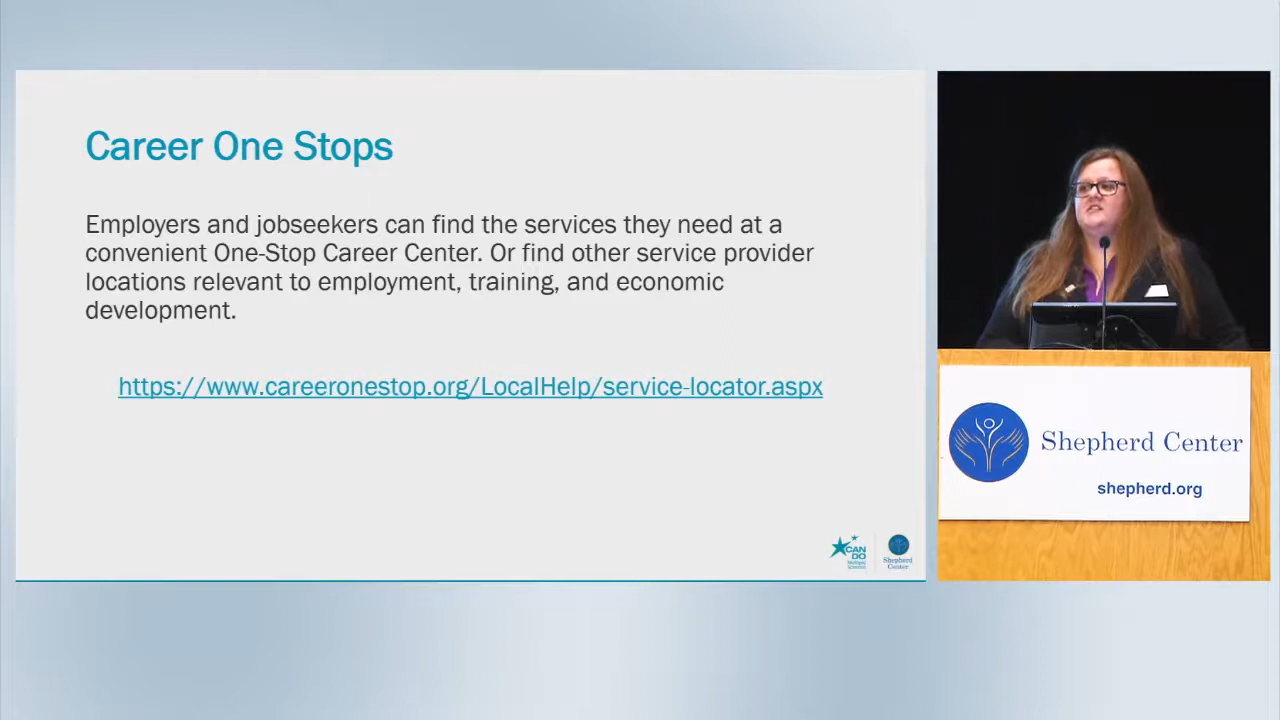 Career One Stops
Employers and jobseekers can find the services they need at a
convenient One-Stop Career Center. Or find other service provider
locations relevant to employment, training, and economic
development.
https://www.careeronestop.org/LocalHelp/service-locator.aspx
CAN
DO
Multiple
Sclerosis
Shepherd
Center
Shepherd Center
shepherd.org